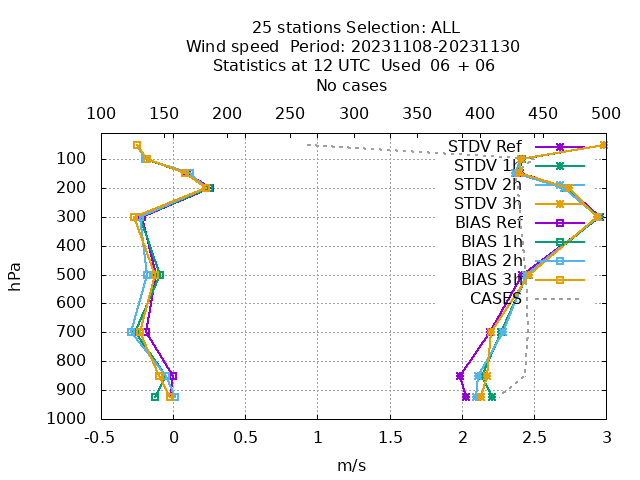 25 stations Selection: ALL
Wind speed  Period: 20231108-20231130
Statistics at 12 UTC  Used  06 + 06
No cases
100 150 200 250 300 350 400 450 500
STDV Ref
STDV 1h
STDV 2h
STDV 3h
BIAS Ref
BIAS 1h
BIAS 2h
BIAS 3h
CASES
hPa
100
200
300
400
500
600
700
800
900
1000
-0.5 0 0.5 1 1.5 2 2.5 3
m/s